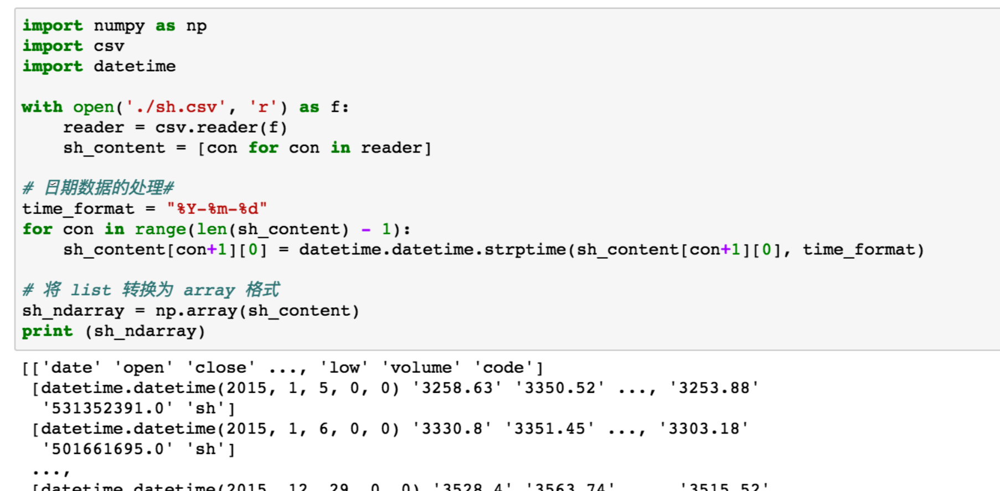 import numpy as np
import csv
import datetime
with open('./sh.csv', 'r') as f:
    reader = csv.reader(f)
    sh_content = [con for con in reader]
# 日期数据的处理#
time_format = "%Y-%m-%d"
for con in range(len(sh_content) - 1):
    sh_content[con+1][0] = datetime.datetime.strptime(sh_content[con+1][0], time_format)
# 将 list 转换为 array 格式
sh_ndarray = np.array(sh_content)
print (sh_ndarray)
[['date' 'open' 'close' ..., 'low' 'volume' 'code']
 [datetime.datetime(2015, 1, 5, 0, 0) '3258.63' '3350.52' ..., '3253.88'
  '531352391.0' 'sh']
 [datetime.datetime(2015, 1, 6, 0, 0) '3330.8' '3351.45' ..., '3303.18'
  '501661695.0' 'sh']
 ...,
 [datetime.datetime(2015, 12, 29, 0, 0) '3528.4' '3563.74' ..., '3515.52'